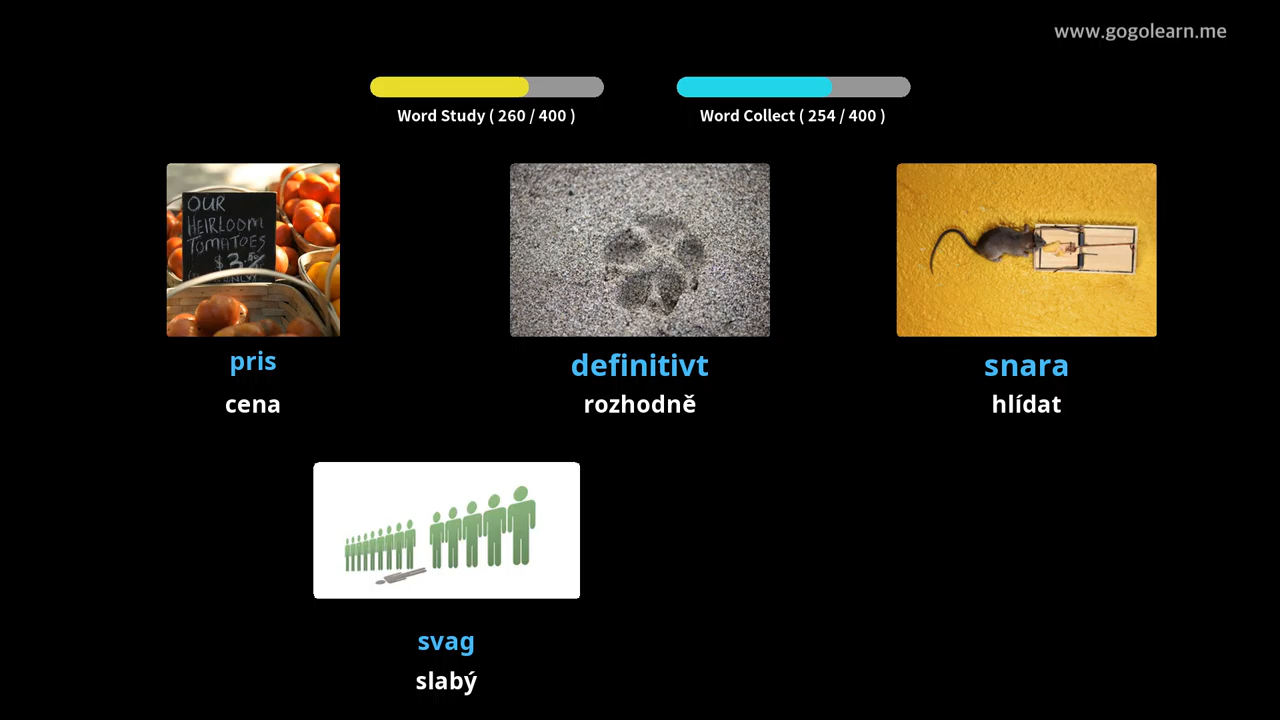 www.gogolearn.me
Word Study ( 260 / 400 )
Word Collect ( 254 / 400 )
OUR
HEIRLOOM
TOMATOES
pris
cena
definitivt
rozhodně
snara
hlídat
svag
slabý